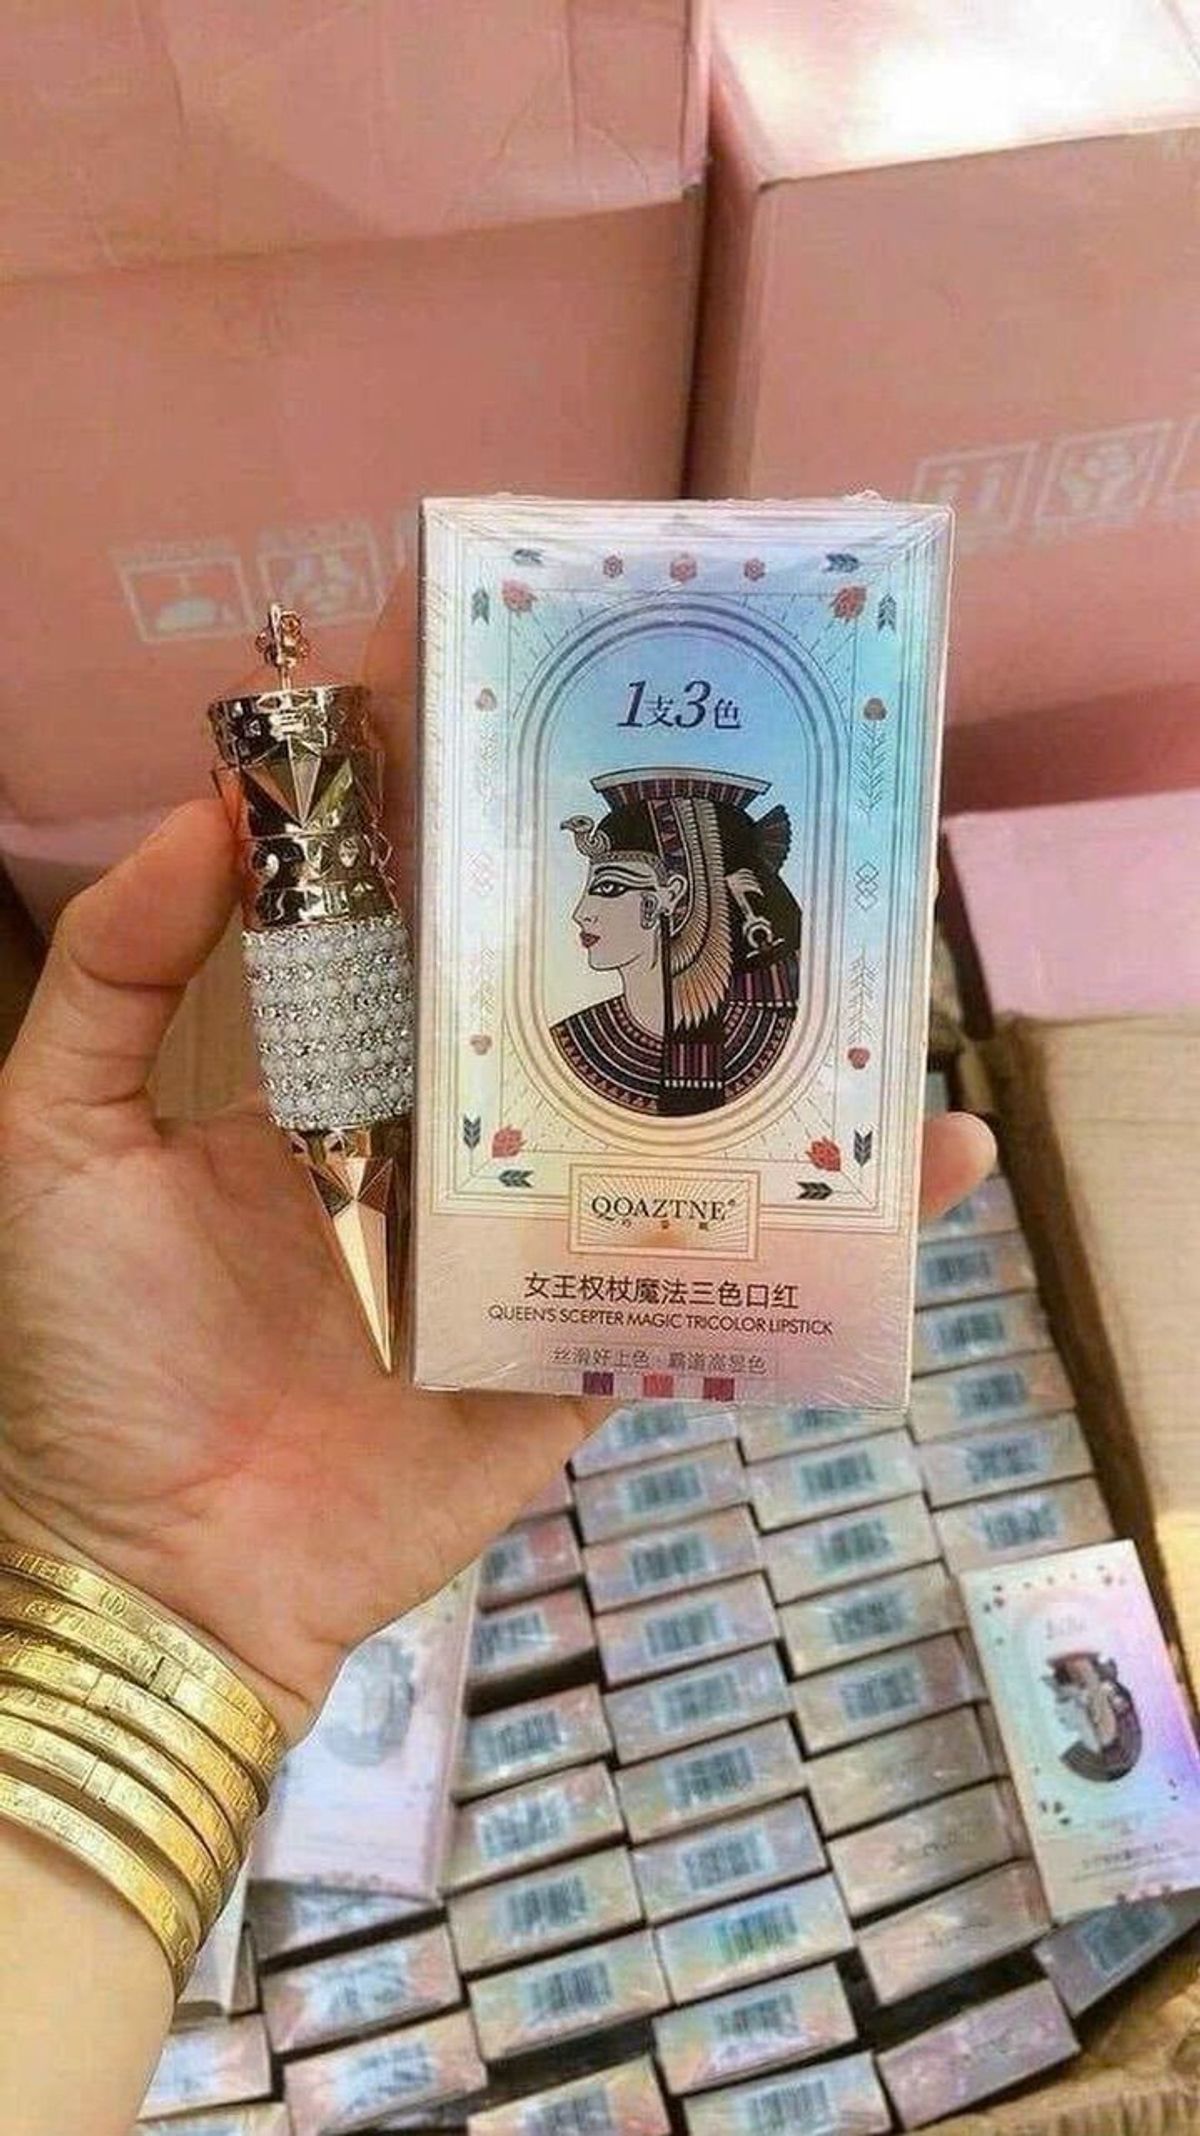 1支3色
QOAZTNE®
女王权杖魔法三色口红
QUEEN'S SCEPTER MAGIC TRICOLOR LIPSTICK
丝滑好上色·霸道高显色